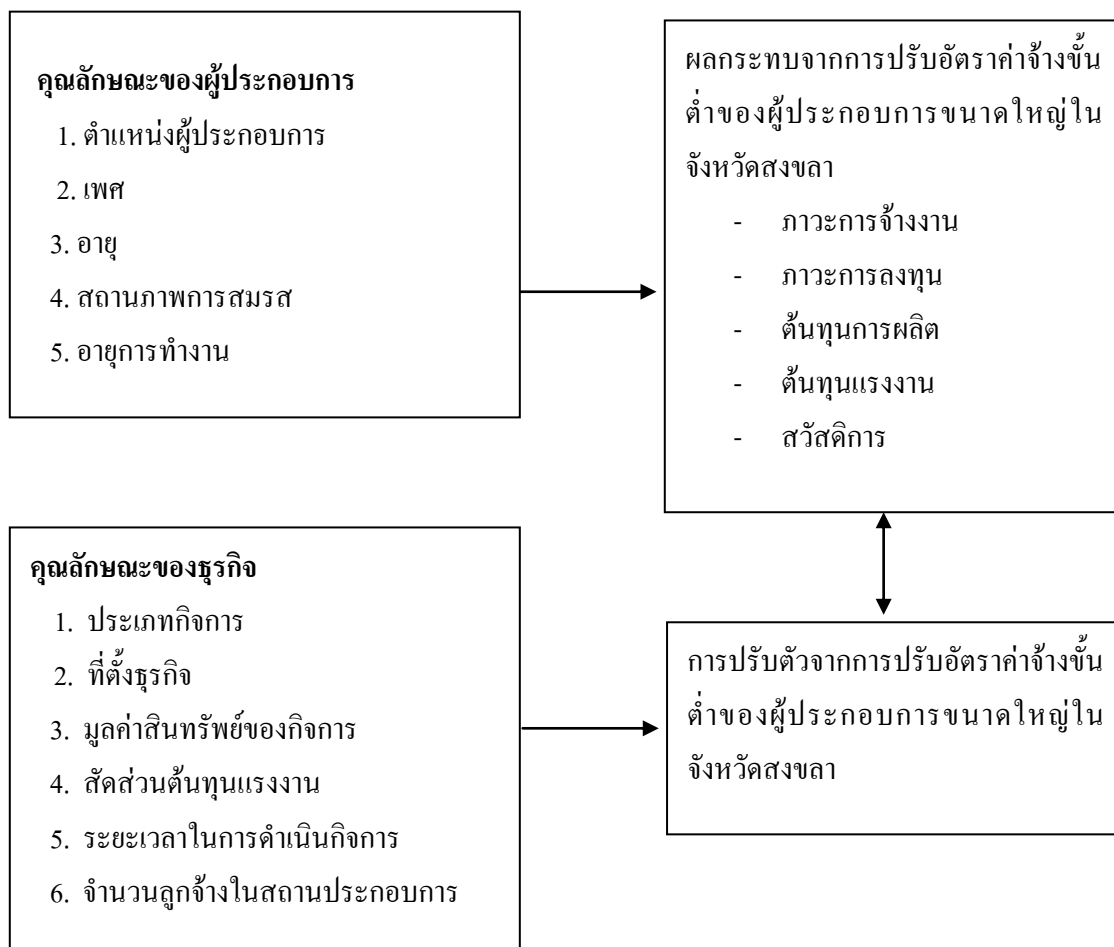 คุณลักษณะของผู้ประกอบการ
1. ตำแหน่งผู้ประกอบการ
2. เพศ
3. อายุ
4. สถานภาพการสมรส
5. อายุการทำงาน
ผลกระทบจากการปรับอัตราค่าจ้างขั้น
ต่ำของผู้ประกอบการขนาดใหญ่ใน
จังหวัดสงขลา
- ภาวะการจ้างงาน
- ภาวะการลงทุน
- ต้นทุนการผลิต
- ต้นทุนแรงงาน
- สวัสดิการ
คุณลักษณะของธุรกิจ
1. ประเภทกิจการ
2. ที่ตั้งธุรกิจ
3. มูลค่าสินทรัพย์ของกิจการ
4. สัดส่วนต้นทุนแรงงาน
5. ระยะเวลาในการดำเนินกิจการ
6. จำนวนลูกจ้างในสถานประกอบการ
การปรับตัวจากการปรับอัตราค่าจ้างขั้น
ต่ำของผู้ประกอบการขนาดใหญ่ใน
จังหวัดสงขลา